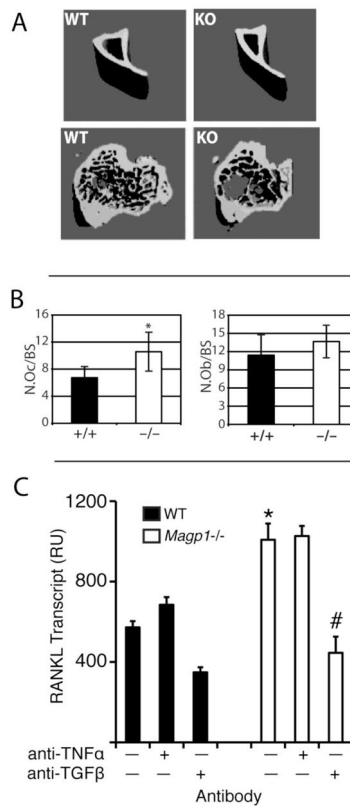 A
WT KO
WT KO
B
N.Oc/BS
16
12
8
4
0
*
+/+ −/−
N.Ob/BS
18
15
12
9
6
3
0
+/+ −/−
C
RANKL Transcript (RU)
1200
800
400
WT
Magp1-/-
*
#
anti-TNFα — + — — + —
anti-TGFβ — — + — — +
Antibody